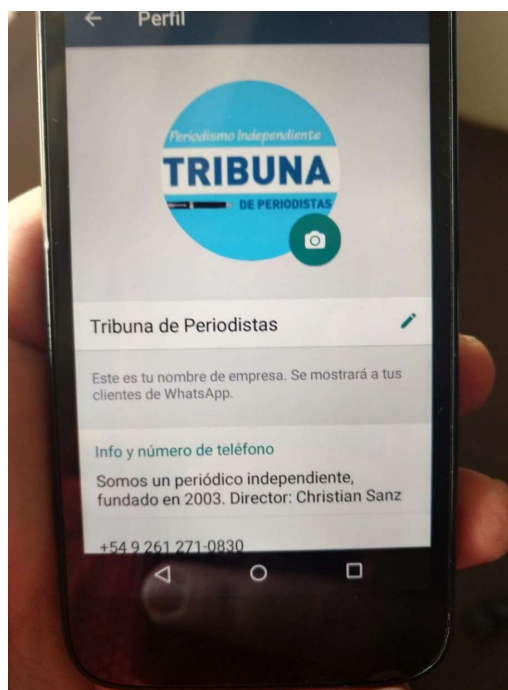 Perfil
Periodismo Independiente
TRIBUNA
DE PERIODISTAS
Tribuna de Periodistas
Este es tu nombre de empresa. Se mostrará a tus
clientes de WhatsApp.
Info y número de teléfono
Somos un periódico independiente,
fundado en 2003. Director: Christian Sanz
+54 9 261 271-0830